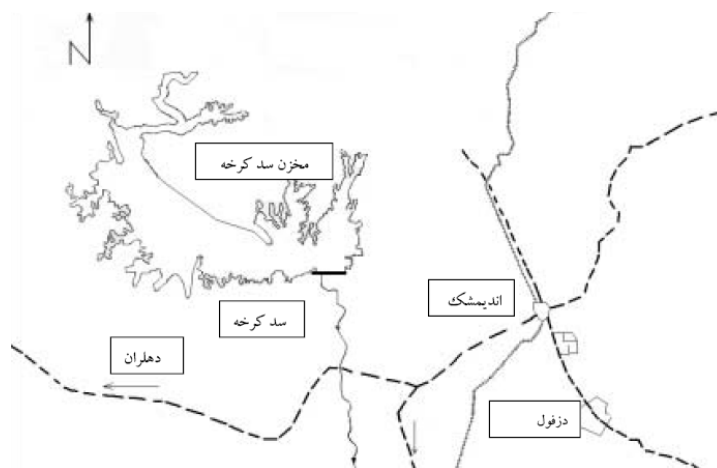 N
مخزن سد کرخه
اندیمشک
سد کرخه
دهلران
دزفول